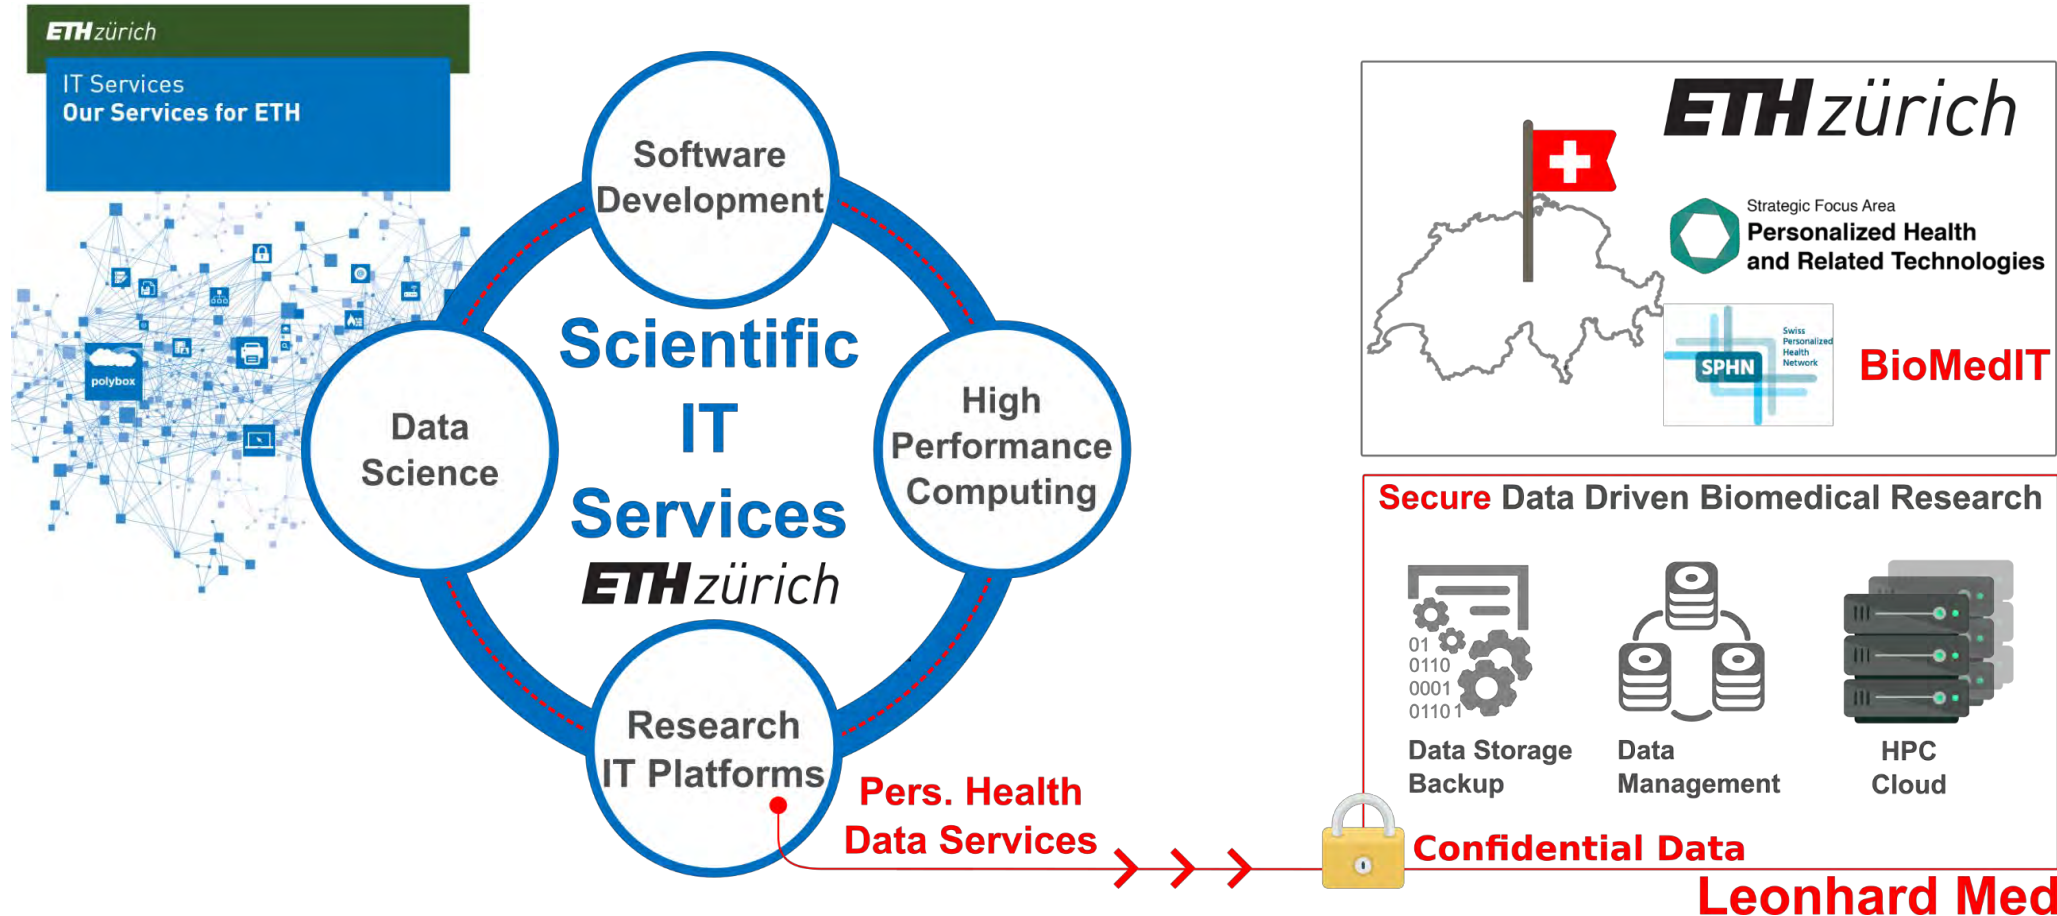 ETH zürich
IT Services
Our Services for ETH
polybox
Software
Development
Data
Science
Scientific
IT
Services
ETH zürich
High
Performance
Computing
Research
IT Platforms
Pers. Health
Data Services
ETH zürich
Strategic Focus Area
Personalized Health
and Related Technologies
SPHN
Swiss
Personalized
Health
Network
BioMedIT
Secure Data Driven Biomedical Research
01
0110
0001
01101
Data Storage
Backup
Data
Management
HPC
Cloud
Confidential Data
Leonhard Med